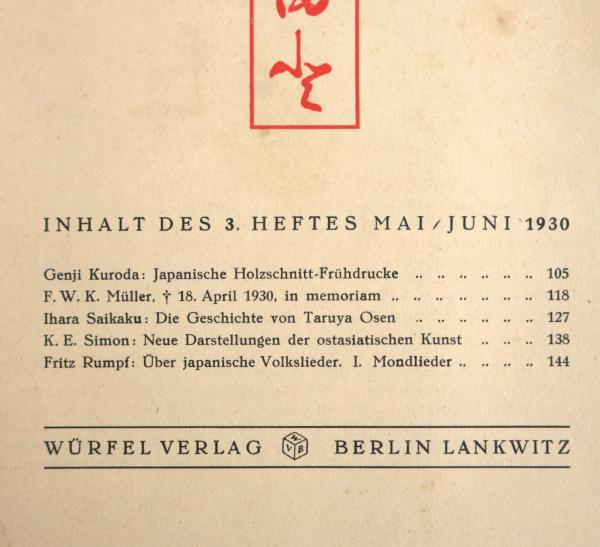 INHALT DES 3. HEFTES MAI/JUNI 1930
Genji Kuroda: Japanische Holzschnitt-Frühdrucke .. .. .. .. .. .. 105
F. W. K. Müller, † 18. April 1930, in memoriam .. .. .. .. .. .. .. 118
Ihara Saikaku: Die Geschichte von Taruya Osen .. .. .. .. .. .. 127
K. E. Simon: Neue Darstellungen der ostasiatischen Kunst .. .. .. 138
Fritz Rumpf: Über japanische Volkslieder. I. Mondlieder .. .. .. .. 144
WÜRFEL VERLAG W V B BERLIN LANKWITZ